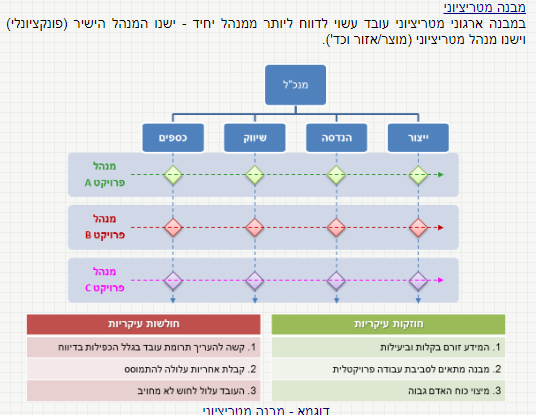 מבנה מטריציוני
במבנה ארגוני מטריציוני עובד עשוי לדווח ליותר ממנהל יחיד - ישנו המנהל הישיר (פונקציונלי)
וישנו מנהל מטריציוני (מוצר/אזור וכד').
מנכ"ל
ייצור
הנדסה
שיווק
כספים
מנהל
פרויקט A
מנהל
פרויקט B
מנהל
פרויקט C
חוזקות עיקריות
1. המידע זורם בקלות וביעילות
2. מבנה מתאים לסביבת עבודה פרויקטלית
3. מיצוי כוח האדם גבוה
חולשות עיקריות
1. קשה להעריך תרומת עובד בגלל הכפילות בדיווח
2. קבלת אחריות עלולה להתמוסס
3. העובד עלול לחוש לא מחויב
דוגמא - מבנה מטריציוני